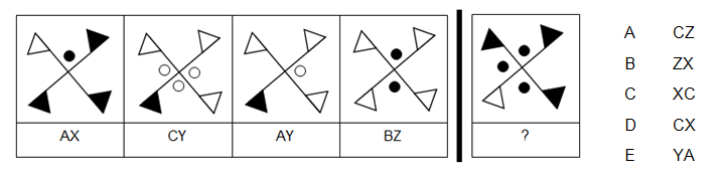 AX CY AY BZ ?
A CZ
B ZX
C XC
D CX
E YA